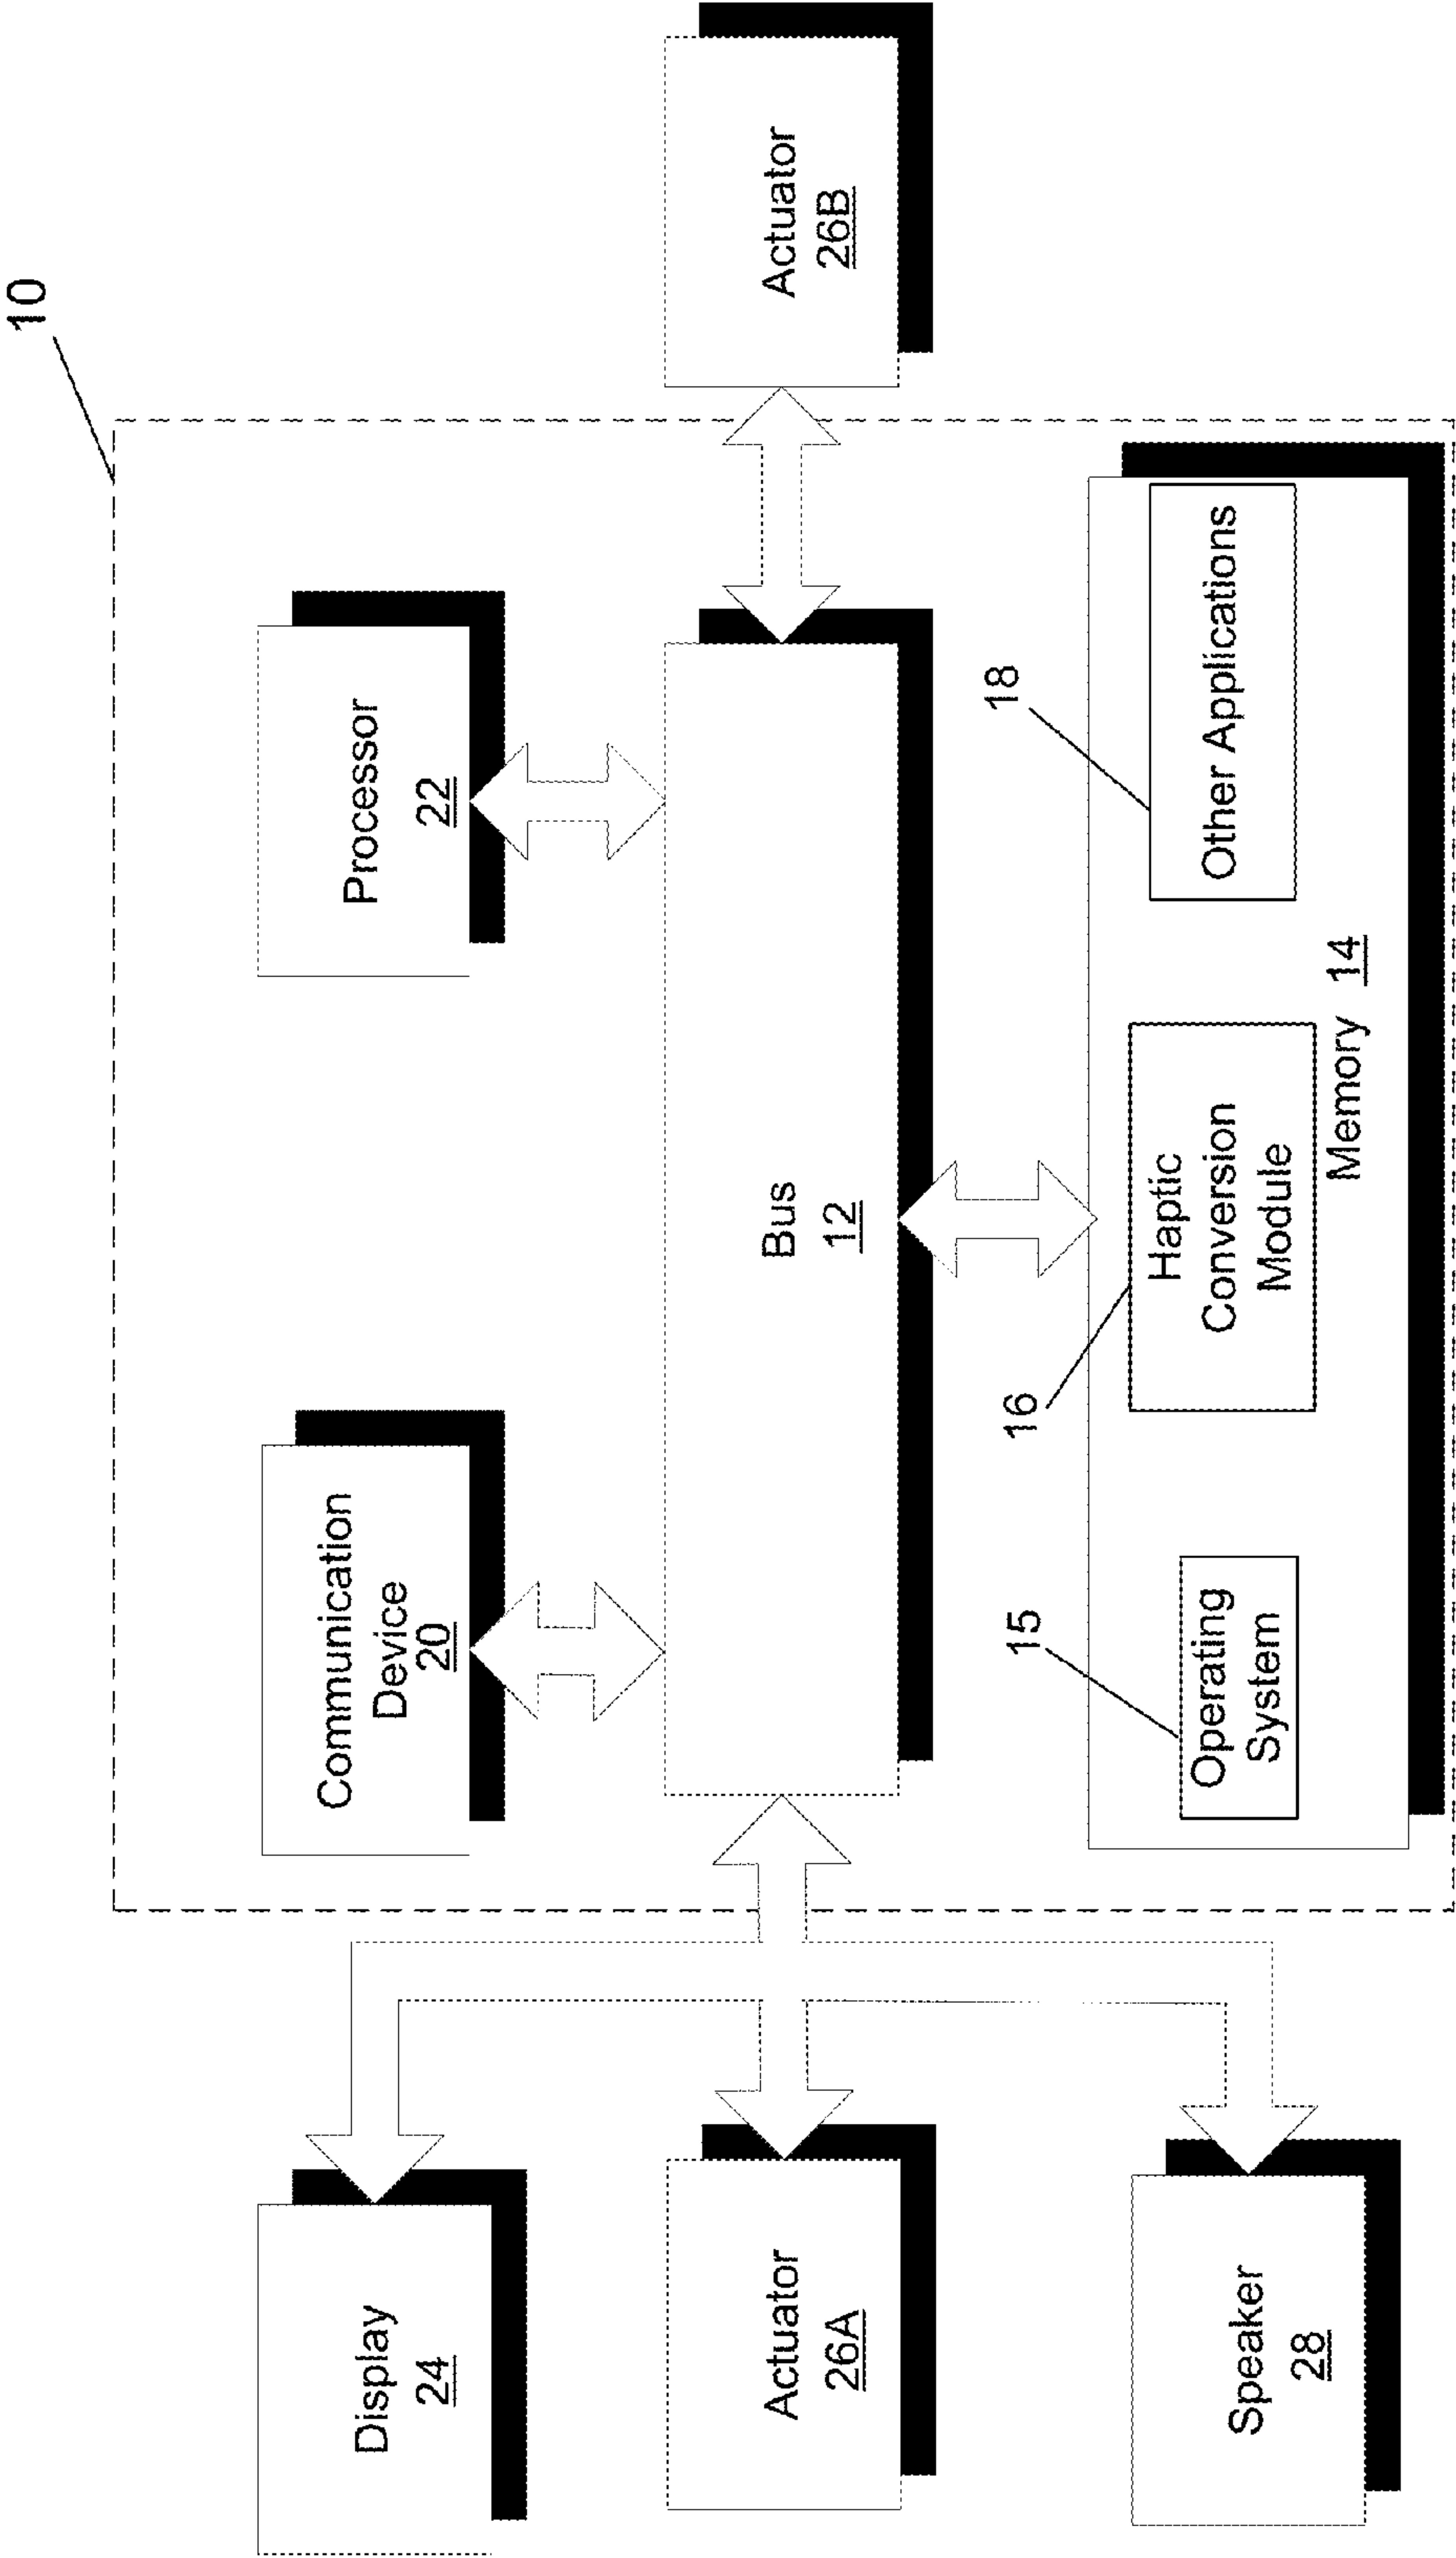 10
Communication
Device
20
Processor
22
Display
24
Bus
12
Actuator
26A
Actuator
26B
15
16
18
Operating
System
Haptic
Conversion
Module
Other Applications
Memory 14
Speaker
28